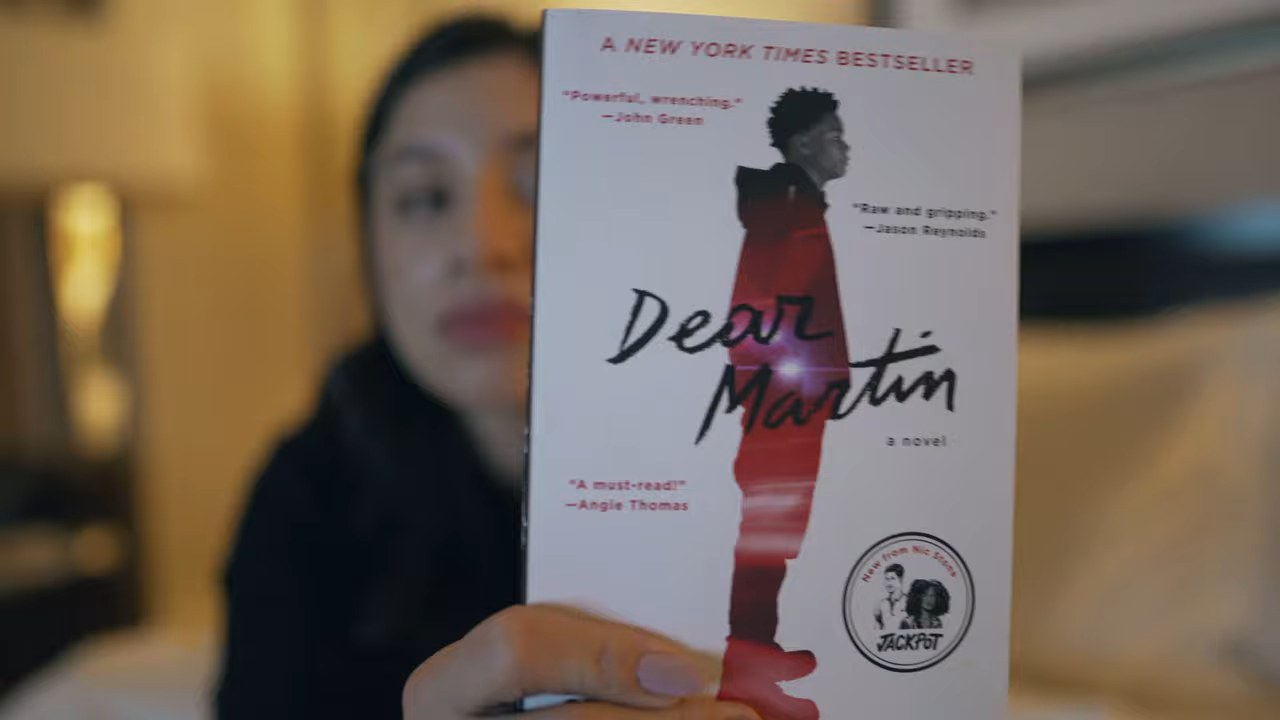 A NEW YORK TIMES BESTSELLER
"Powerful, wrenching."
—John Green
"Raw and gripping."
—Jason Reynolds
Dear
Martin
a novel
"A must-read!"
—Angie Thomas
New from Nic Stone
JACKPOT